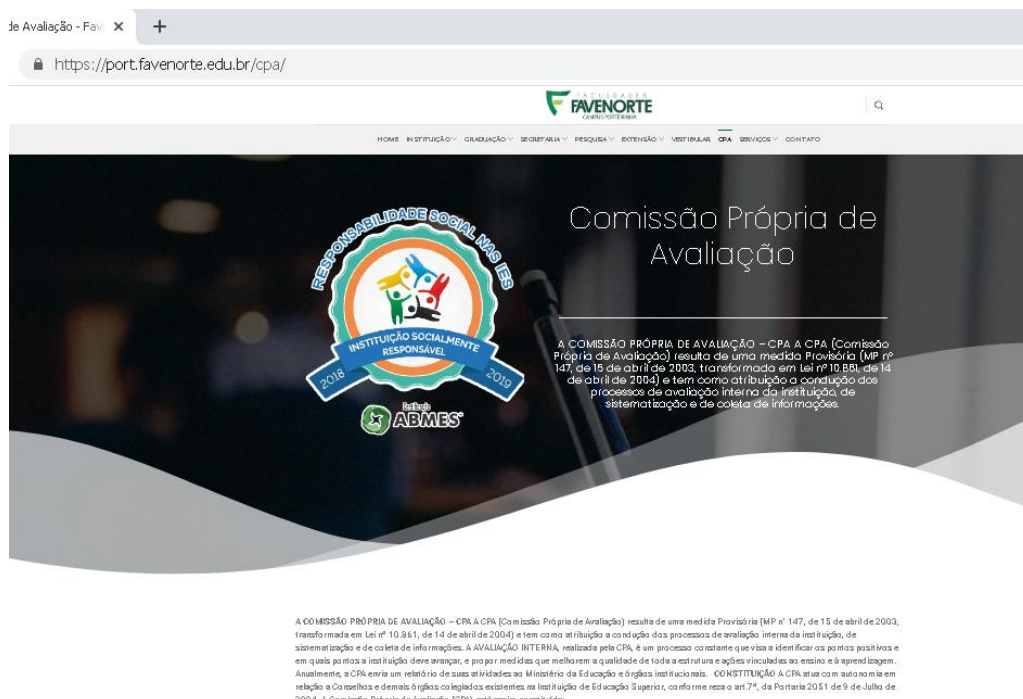 de Avaliação - Fav
https://port.favenorte.edu.br/cpa/
FACULDADES
FAVENORTE
CAMPUS PORTEIRINHA
HOME INSTITUIÇÃO GRADUAÇÃO SECRETARIA PESQUISA EXTENSÃO VESTIBULAR CPA SERVIÇOS CONTATO
RESPONSABILIDADE SOCIAL NAS IES
INSTITUIÇÃO SOCIALMENTE
RESPONSÁVEL
2018 2019
Instituição
ABMES
Comissão Própria de
Avaliação
A COMISSÃO PRÓPRIA DE AVALIAÇÃO – CPA A CPA (Comissão
Própria de Avaliação) resulta de uma medida Provisória (MP nº
147, de 15 de abril de 2003, transformada em Lei nº 10.861, de 14
de abril de 2004) e tem como atribuição a condução dos
processos de avaliação interna da instituição, de
sistematização e de coleta de informações.
A COMISSÃO PRÓPRIA DE AVALIAÇÃO – CPA A CPA (Comissão Própria de Avaliação) resulta de uma medida Provisória (MP nº 147, de 15 de abril de 2003,
transformada em Lei nº 10.861, de 14 de abril de 2004) e tem como atribuição a condução dos processos de avaliação interna da instituição, de
sistematização e de coleta de informações. A AVALIAÇÃO INTERNA, realizada pela CPA, é um processo constante que visa a identificar os pontos positivos e
em quais pontos a instituição deve avançar, e propor medidas que melhorem a qualidade de toda a estrutura e ações vinculadas ao ensino e à aprendizagem.
Anualmente, a CPA envia um relatório de suas atividades ao Ministério da Educação e órgãos institucionais. CONSTITUIÇÃO A CPA atua com autonomia em
relação a Conselhos e demais órgãos colegiados existentes na Instituição de Educação Superior, conforme reza o art.7º, da Portaria 2051 de 9 de Julho de
2004. A Comissão Própria de Avaliação (CPA)